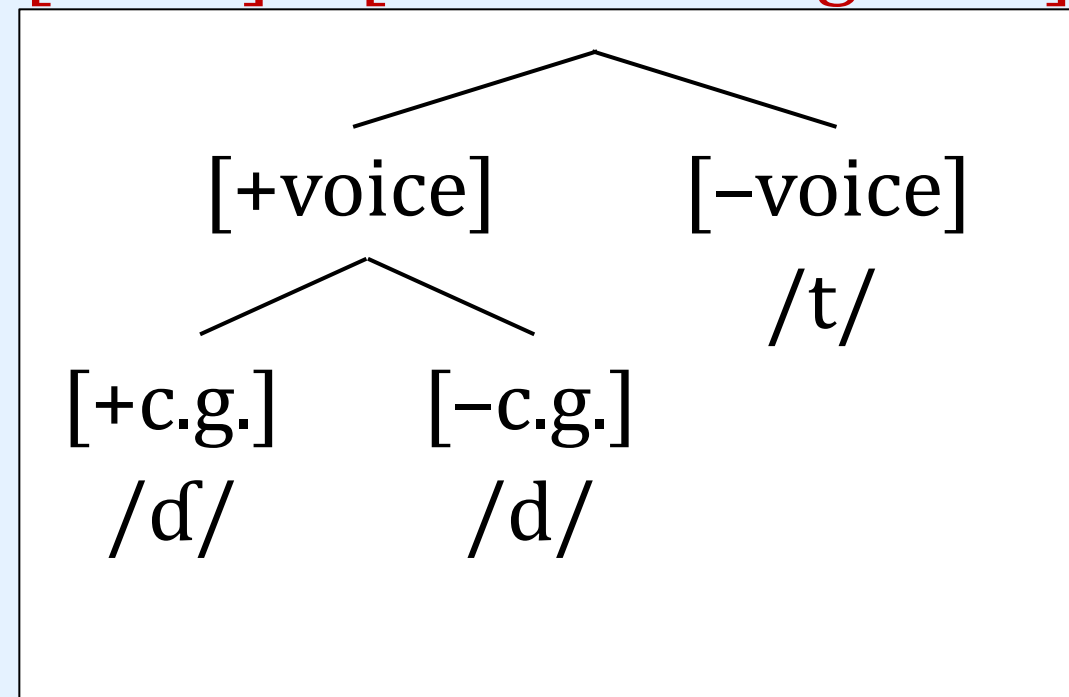 [+voice] [–voice]
/t/
[+c.g.] [–c.g.]
/ɗ/ /d/